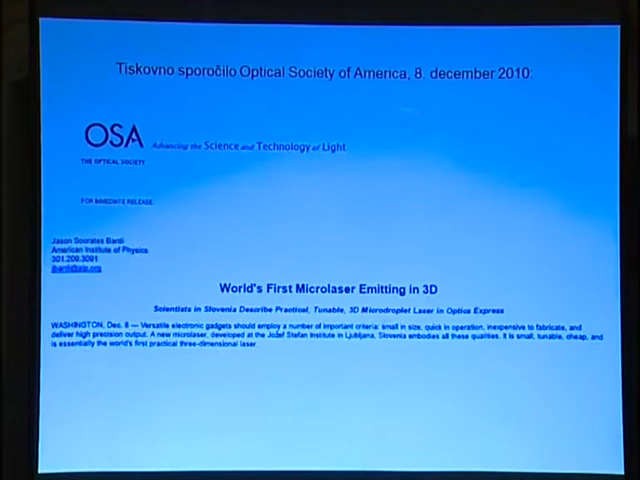 Tiskovno sporočilo Optical Society of America, 8. december 2010:
OSA Advancing the Science and Technology of Light
THE OPTICAL SOCIETY
FOR IMMEDIATE RELEASE
Jason Socrates Bardi
American Institute of Physics
301.209.3091
jbardi@aip.org
World's First Microlaser Emitting in 3D
Scientists in Slovenia Describe Practical, Tunable, 3D Microdroplet Laser in Optics Express
WASHINGTON, Dec. 8 — Versatile electronic gadgets should employ a number of important criteria: small in size, quick in operation, inexpensive to fabricate, and
deliver high precision output. A new microlaser, developed at the Jožef Stefan Institute in Ljubljana, Slovenia embodies all these qualities. It is small, tunable, cheap, and
is essentially the world's first practical three-dimensional laser.